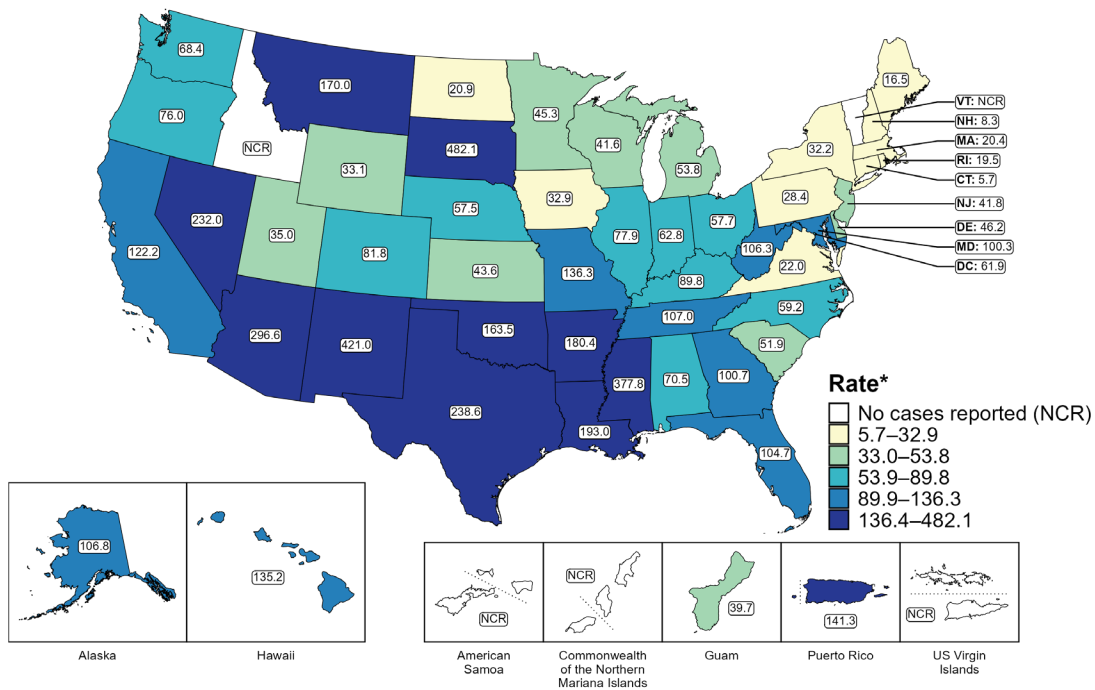 68.4
170.0
20.9
45.3
16.5
VT: NCR
NH: 8.3
MA: 20.4
RI: 19.5
CT: 5.7
NJ: 41.8
DE: 46.2
MD: 100.3
DC: 61.9
76.0
NCR
482.1
41.6
32.2
33.1
53.8
232.0
57.5
32.9
28.4
122.2
35.0
81.8
77.9
62.8
57.7
106.3
43.6
136.3
89.8
22.0
296.6
421.0
163.5
180.4
107.0
59.2
51.9
238.6
193.0
377.8
70.5
100.7
104.7
Rate*
No cases reported (NCR)
5.7–32.9
33.0–53.8
53.9–89.8
89.9–136.3
136.4–482.1
106.8
135.2
NCR
NCR
39.7
141.3
NCR
Alaska
Hawaii
American
Samoa
Commonwealth
of the Northern
Mariana Islands
Guam
Puerto Rico
US Virgin
Islands